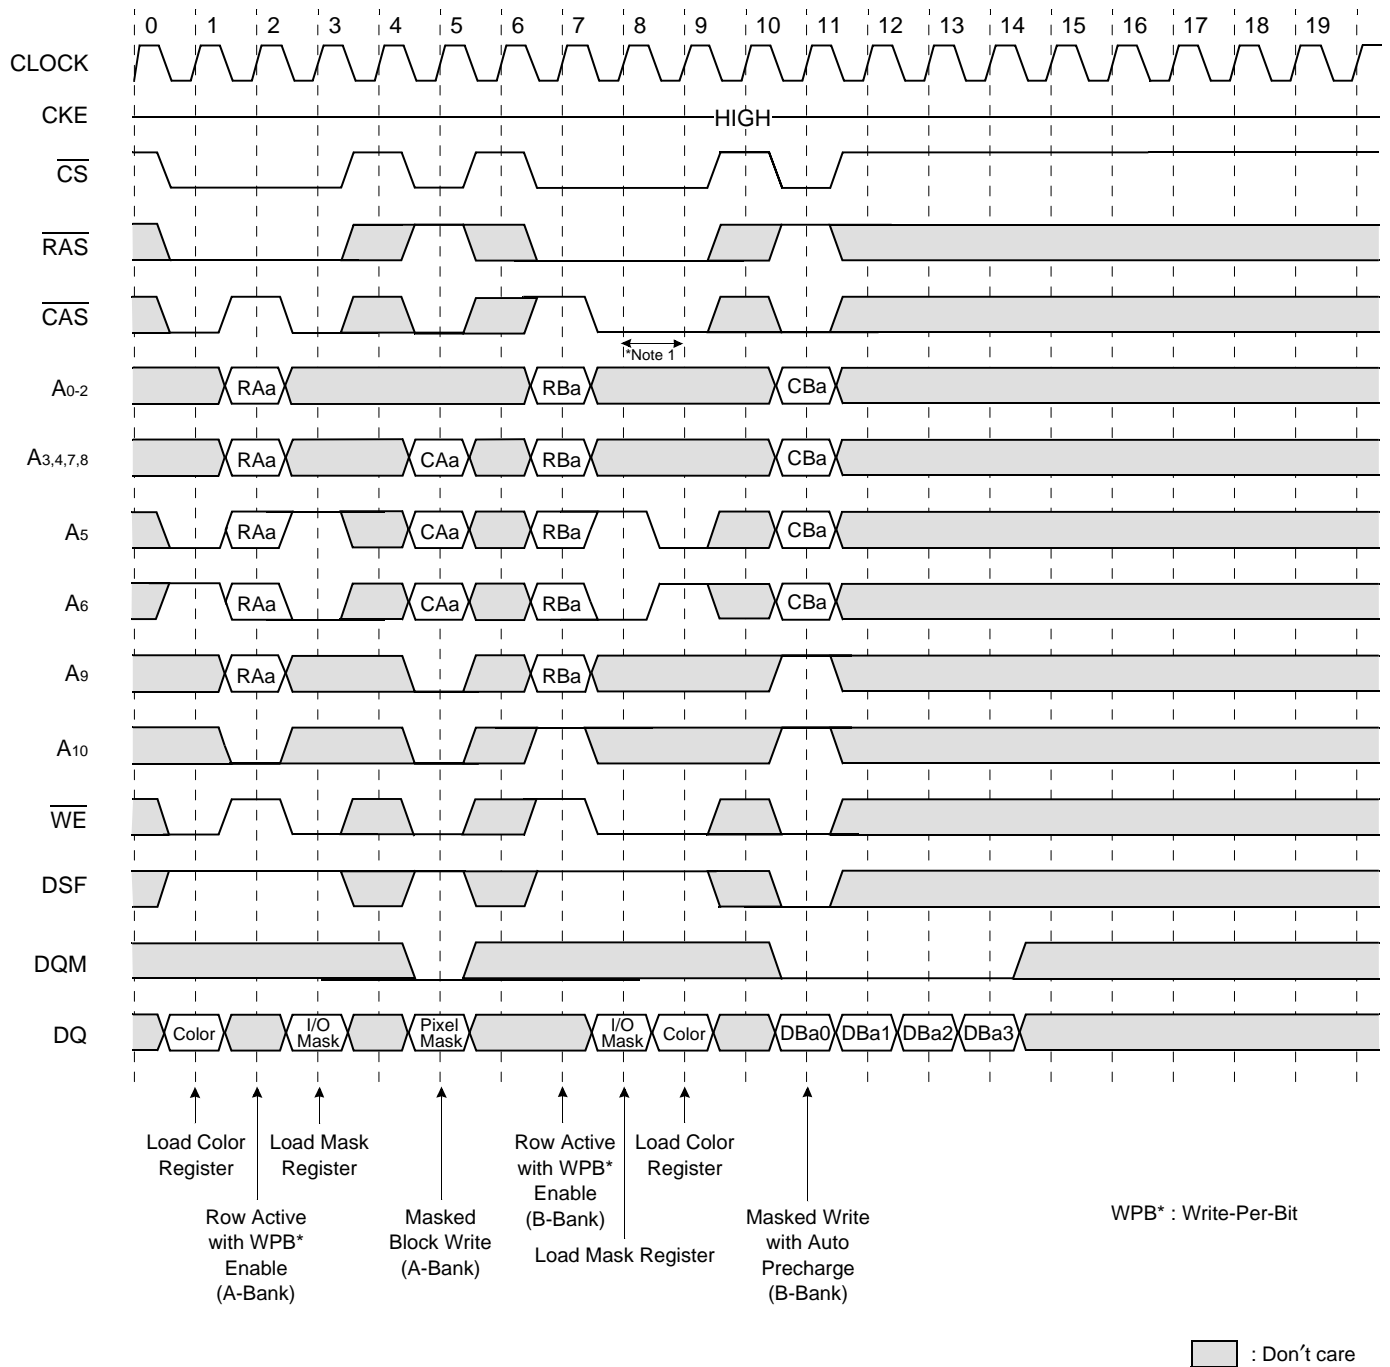 0 1 2 3 4 5 6 7 8 9 10 11 12 13 14 15 16 17 18 19
CLOCK
CKE HIGH
CS
RAS
CAS
*Note 1
A0-2 RAa RBa CBa
A3,4,7,8 RAa CAa RBa CBa
A5 RAa CAa RBa CBa
A6 RAa CAa RBa CBa
A9 RAa RBa
A10
WE
DSF
DQM
DQ Color I/O Mask Pixel Mask I/O Mask Color DBa0 DBa1 DBa2 DBa3
Load Color
Register
Load Mask
Register
Row Active
with WPB*
Enable
(B-Bank)
Load Color
Register
Row Active
with WPB*
Enable
(A-Bank)
Masked
Block Write
(A-Bank)
Load Mask Register
Masked Write
with Auto
Precharge
(B-Bank)
WPB* : Write-Per-Bit
: Don′t care